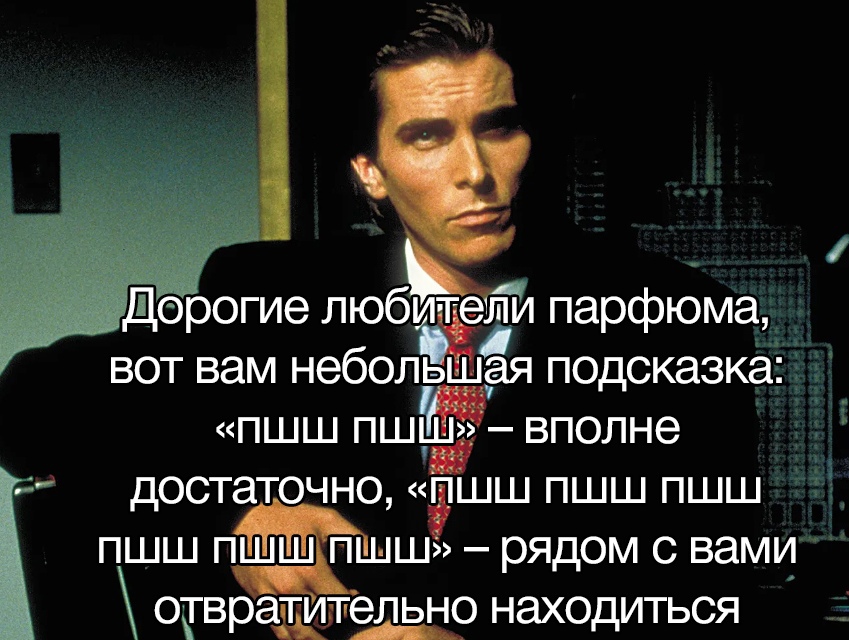 Дорогие любители парфюма,
вот вам небольшая подсказка:
«пшш пшш» – вполне
достаточно, «пшш пшш пшш
пшш пшш пшш» – рядом с вами
отвратительно находиться